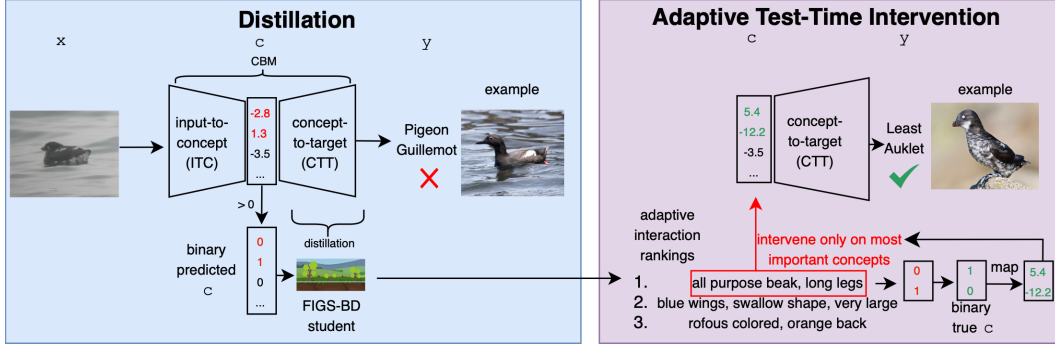 Distillation
x
c
y
CBM
input-to-
concept
(ITC)
-2.8
1.3
-3.5
...
concept-
to-target
(CTT)
Pigeon
Guillemot
example
> 0
binary
predicted
c
0
1
0
...
distillation
FIGS-BD
student
Adaptive Test-Time Intervention
c
y
5.4
-12.2
-3.5
...
concept-
to-target
(CTT)
Least
Auklet
example
adaptive
interaction
rankings
intervene only on most
important concepts
1. all purpose beak, long legs
2. blue wings, swallow shape, very large
3. rofous colored, orange back
0
1
1
0
map
5.4
-12.2
binary
true c